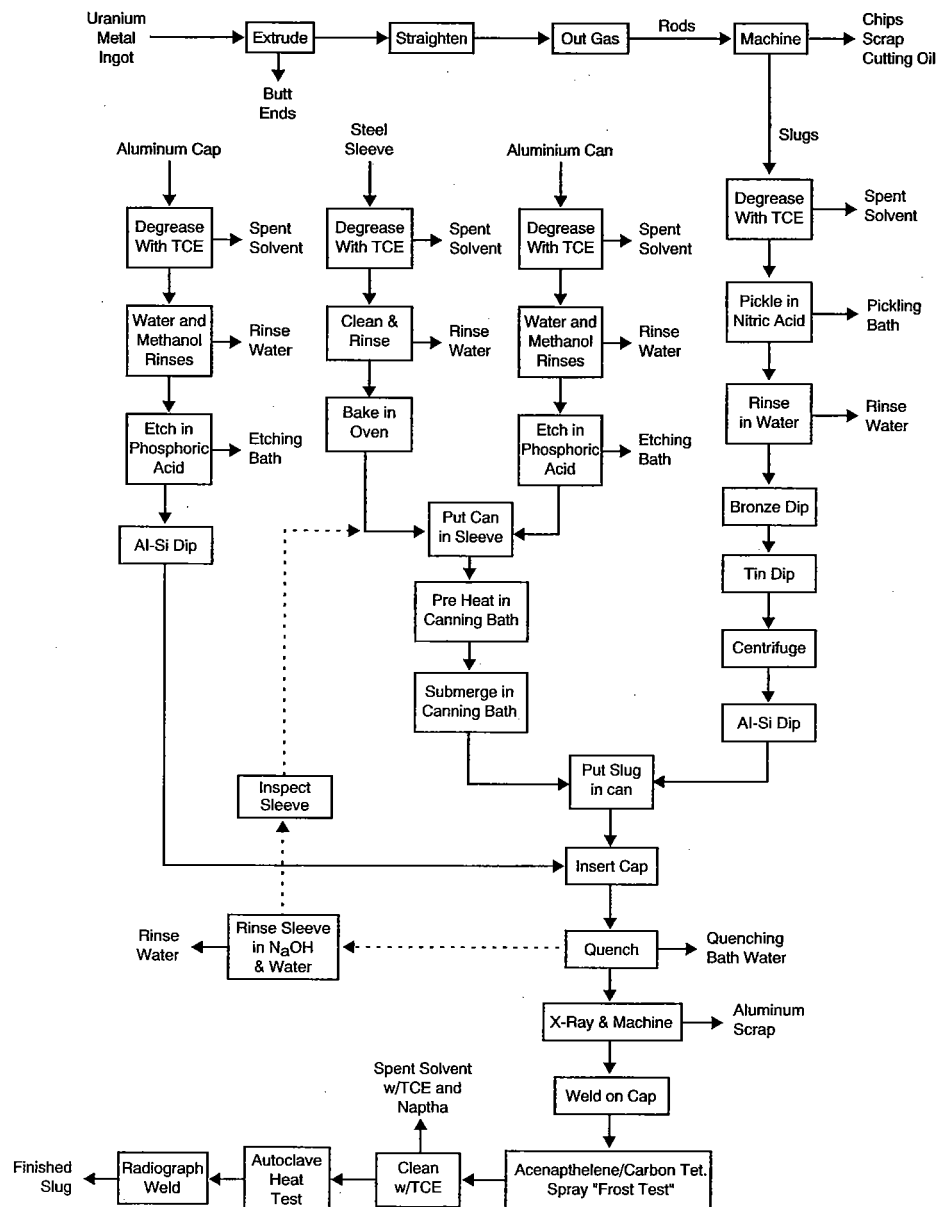 Uranium
Metal
Ingot
Extrude
Straighten
Out Gas
Rods
Machine
Chips
Scrap
Cutting Oil
Butt
Ends
Slugs
Aluminum Cap
Steel
Sleeve
Aluminium Can
Degrease
With TCE
Spent
Solvent
Degrease
With TCE
Spent
Solvent
Degrease
With TCE
Spent
Solvent
Degrease
With TCE
Spent
Solvent
Water and
Methanol
Rinses
Rinse
Water
Clean &
Rinse
Rinse
Water
Water and
Methanol
Rinses
Rinse
Water
Pickle in
Nitric Acid
Pickling
Bath
Etch in
Phosphoric
Acid
Etching
Bath
Bake in
Oven
Etch in
Phosphoric
Acid
Etching
Bath
Rinse
in Water
Rinse
Water
Al-Si Dip
Put Can
in Sleeve
Bronze Dip
Pre Heat in
Canning Bath
Tin Dip
Submerge in
Canning Bath
Centrifuge
Al-Si Dip
Inspect
Sleeve
Put Slug
in can
Insert Cap
Rinse
Water
Rinse Sleeve
in NaOH
& Water
Quench
Quenching
Bath Water
X-Ray & Machine
Aluminum
Scrap
Weld on Cap
Spent Solvent
w/TCE and
Naptha
Finished
Slug
Radiograph
Weld
Autoclave
Heat
Test
Clean
w/TCE
Acenapthelene/Carbon Tet.
Spray "Frost Test"